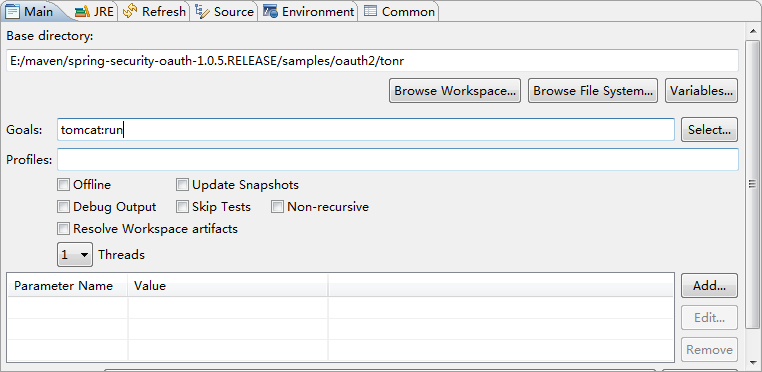 Main JRE Refresh Source Environment Common
Base directory:
E:/maven/spring-security-oauth-1.0.5.RELEASE/samples/oauth2/tonr
Browse Workspace... Browse File System... Variables...
Goals: tomcat:run Select...
Profiles:
Offline Update Snapshots
Debug Output Skip Tests Non-recursive
Resolve Workspace artifacts
1 Threads
Parameter Name Value Add...
Edit...
Remove